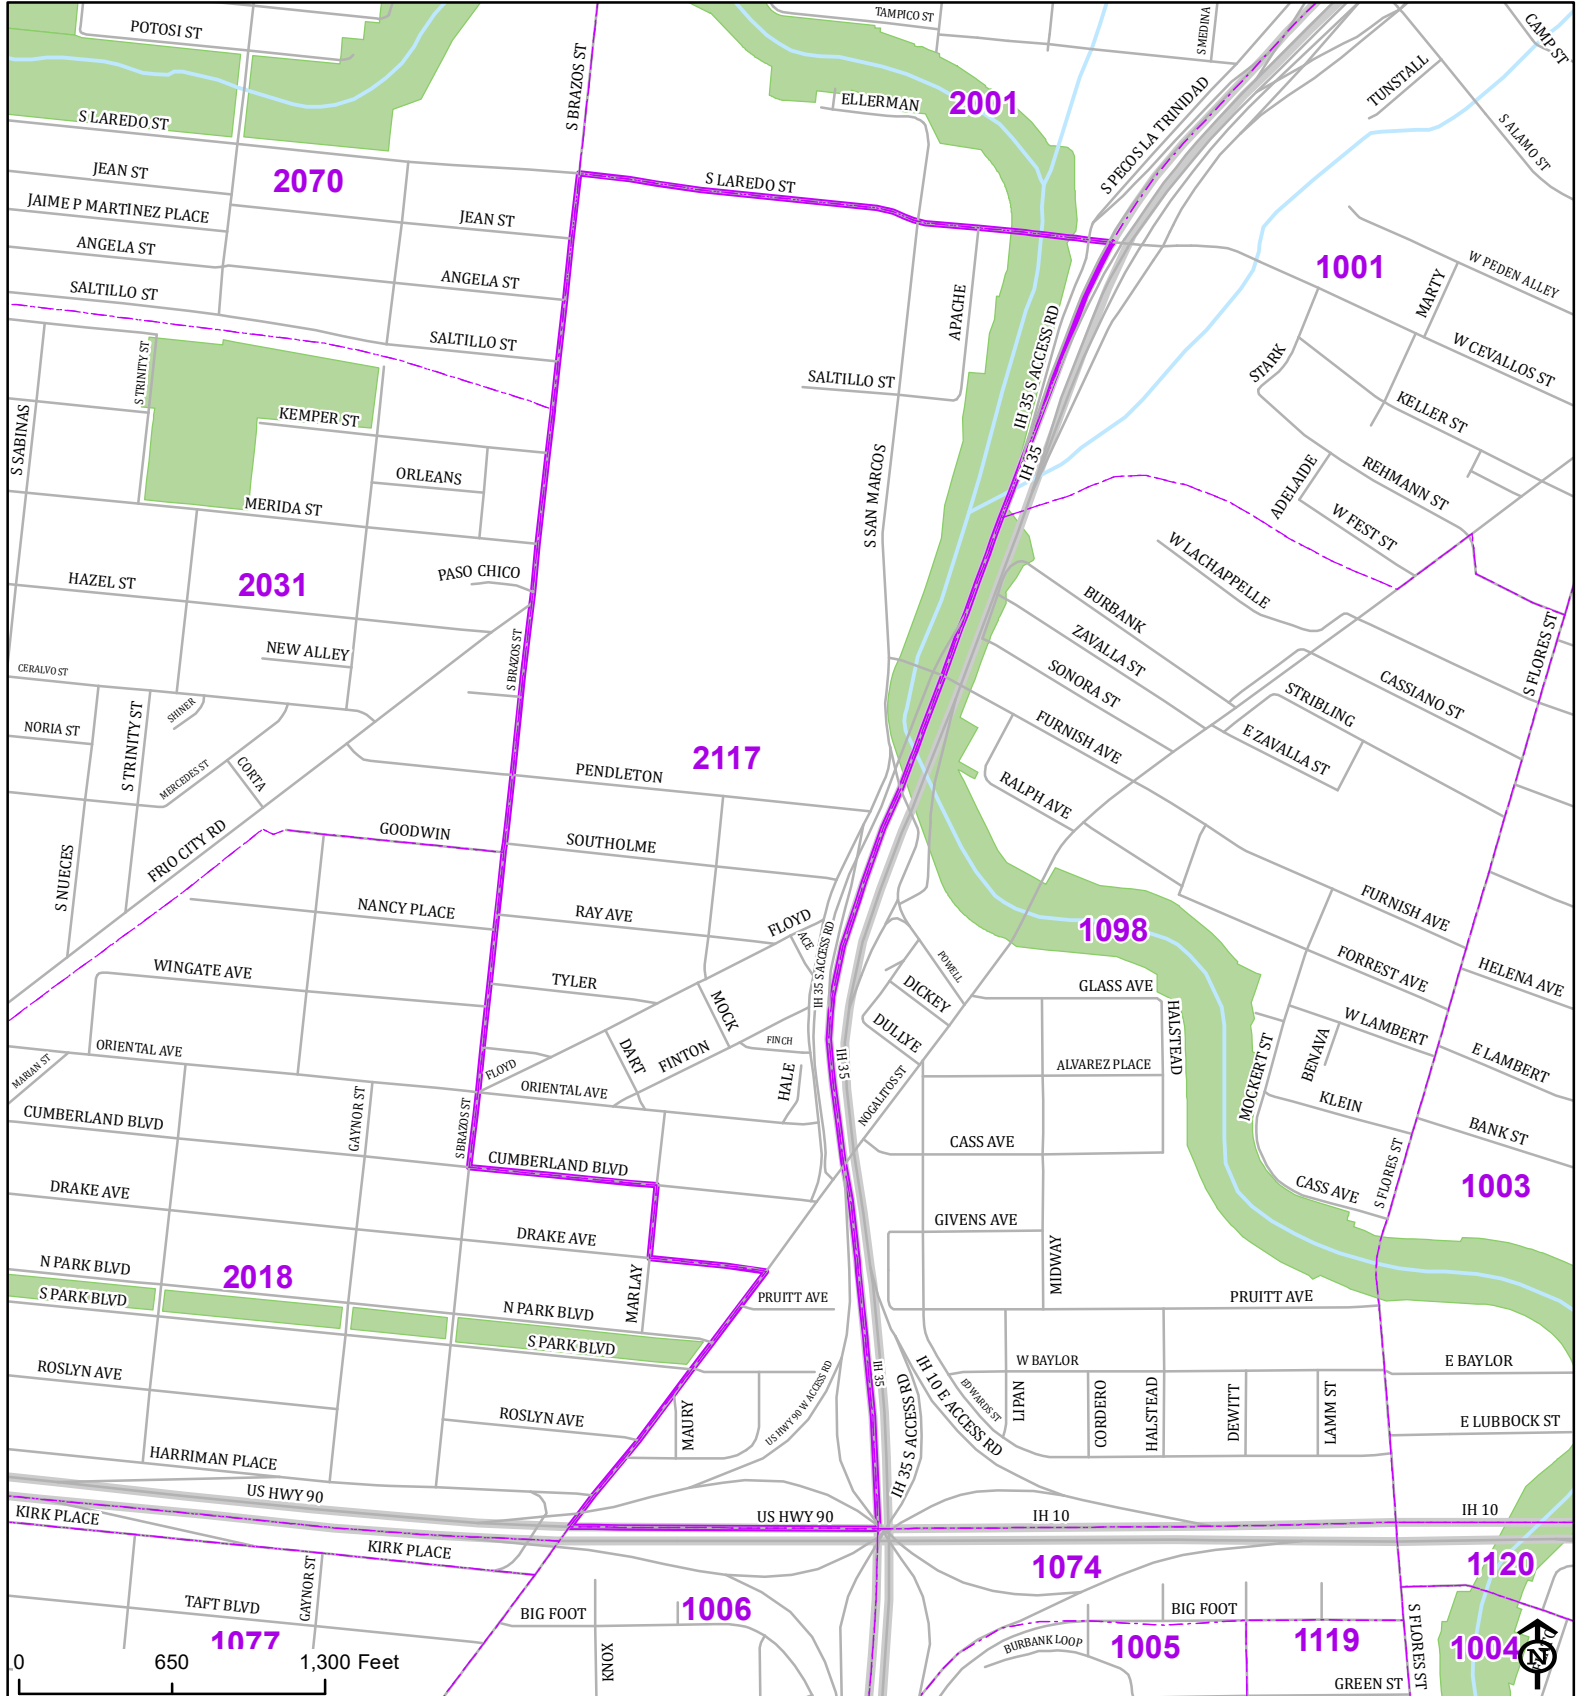 POTOSI ST
TAMPICO ST
S MEDINA
CAMP ST
TUNSTALL
S BRAZOS ST
ELLERMAN
2001
S PECOS LA TRINIDAD
S ALAMO ST
S LAREDO ST
JEAN ST
2070
S LAREDO ST
JAIME P MARTINEZ PLACE
JEAN ST
ANGELA ST
ANGELA ST
1001
W PEDEN ALLEY
MARTY
SALTILLO ST
SALTILLO ST
APACHE
IH 35 S ACCESS RD
W CEVALLOS ST
STARK
S TRINITY ST
SALTILLO ST
KELLER ST
KEMPER ST
S SABINAS
ORLEANS
S SAN MARCOS
IH 35
ADELAIDE
REHMANN ST
MERIDA ST
W FEST ST
HAZEL ST
2031
PASO CHICO
W LACHAPPELLE
BURBANK
NEW ALLEY
S BRAZOS ST
ZAVALLA ST
S FLORES ST
CERALVO ST
SONORA ST
CASSIANO ST
SHINER
STRIBLING
NORIA ST
S TRINITY ST
FURNISH AVE
E ZAVALLA ST
2117
MERCEDES ST
CORTA
PENDLETON
RALPH AVE
FRIO CITY RD
GOODWIN
SOUTHOLME
S NUECES
NANCY PLACE
RAY AVE
FLOYD
ACE
1098
FURNISH AVE
WINGATE AVE
TYLER
IH 35 S ACCESS RD
POWELL
FORREST AVE
HELENA AVE
MOCK
DICKEY
GLASS AVE
HALSTEAD
DULLYE
W LAMBERT
ORIENTAL AVE
DART
FINTON
FINCH
IH 35
MOCKERT ST
BENAVA
E LAMBERT
MARIAN ST
FLOYD
ORIENTAL AVE
HALE
NOGALITOS ST
ALVAREZ PLACE
KLEIN
CUMBERLAND BLVD
GAYNOR ST
S BRAZOS ST
CASS AVE
BANK ST
CUMBERLAND BLVD
S FLORES ST
DRAKE AVE
CASS AVE
1003
DRAKE AVE
GIVENS AVE
MIDWAY
N PARK BLVD
2018
MARLAY
S PARK BLVD
N PARK BLVD
PRUITT AVE
PRUITT AVE
S PARK BLVD
ROSLYN AVE
US HWY 90 W ACCESS RD
IH 35
IH 35 S ACCESS RD
IH 10 E ACCESS RD
EDWARDS ST
W BAYLOR
E BAYLOR
LIPAN
CORDERO
HALSTEAD
DEWITT
LAMM ST
ROSLYN AVE
MAURY
E LUBBOCK ST
HARRIMAN PLACE
US HWY 90
KIRK PLACE
US HWY 90
IH 10
IH 10
KIRK PLACE
GAYNOR ST
1074
1120
TAFT BLVD
BIG FOOT
1006
BIG FOOT
S FLORES ST
1077
KNOX
BURBANK LOOP
1005
1119
1004
0 650 1,300 Feet
GREEN ST
N